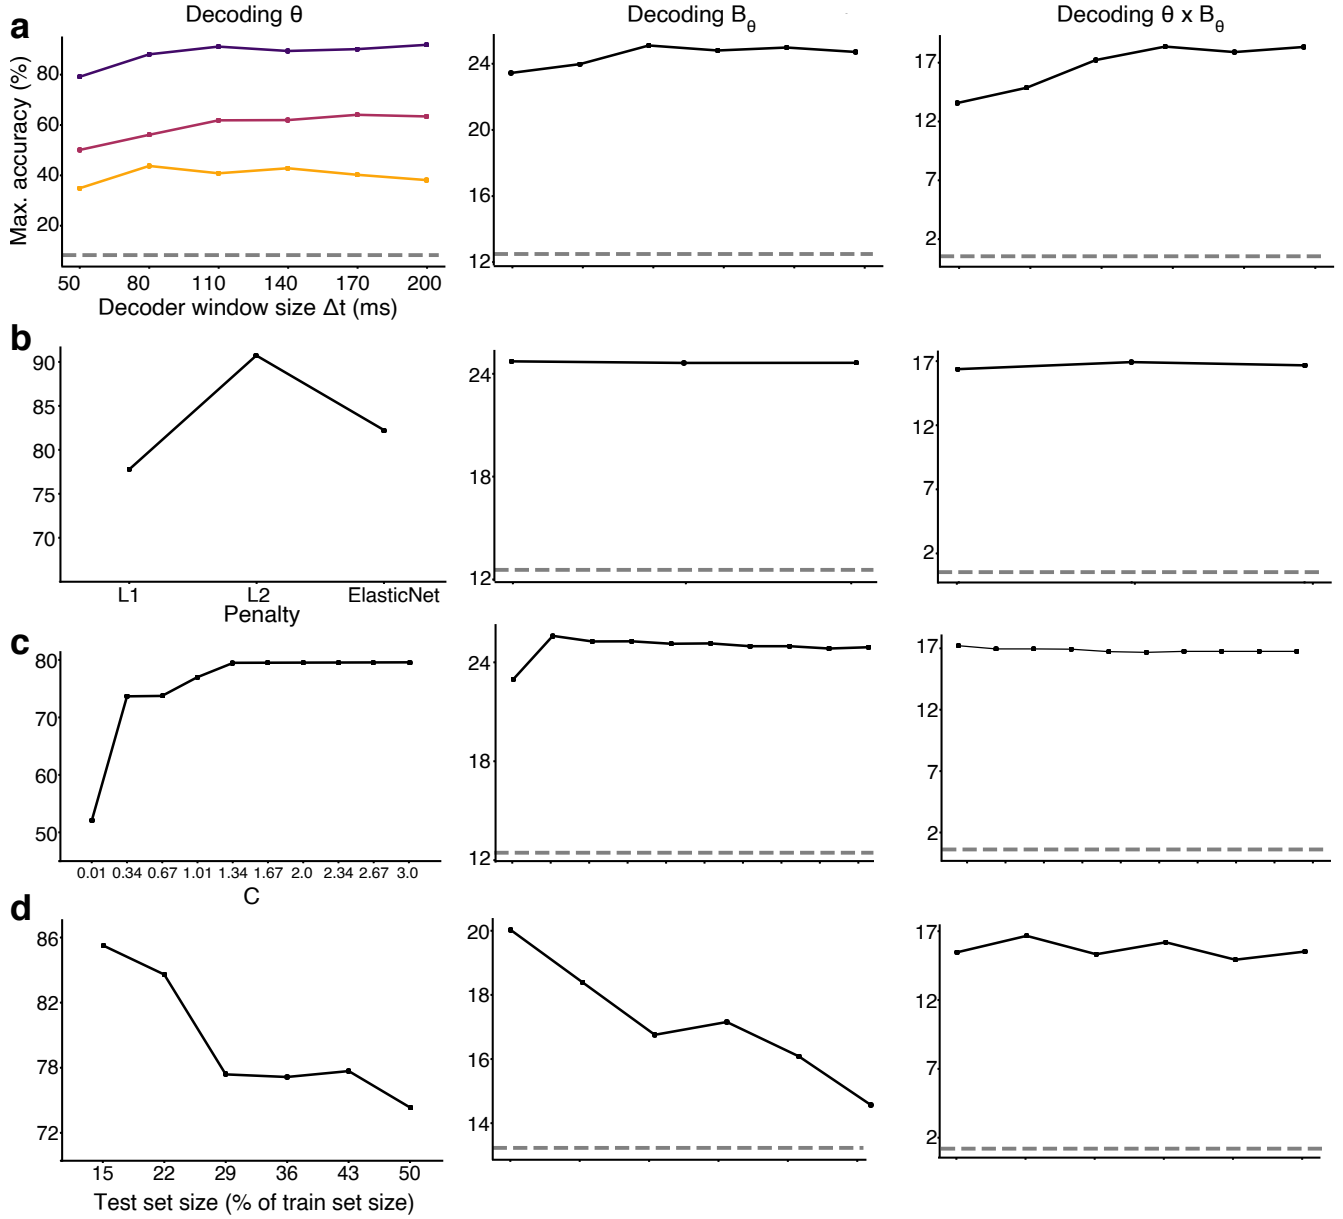 a
Decoding θ
Decoding Bθ
Decoding θ x Bθ
Max. accuracy (%)
80
60
40
20
50 80 110 140 170 200
Decoder window size Δt (ms)
24
20
16
12
17
12
7
2
b
90
85
80
75
70
L1 L2 ElasticNet
Penalty
24
18
12
17
12
7
2
c
80
70
60
50
0.01 0.34 0.67 1.01 1.34 1.67 2.0 2.34 2.67 3.0
C
24
18
12
17
12
7
2
d
86
82
78
72
15 22 29 36 43 50
Test set size (% of train set size)
20
18
16
14
17
12
7
2